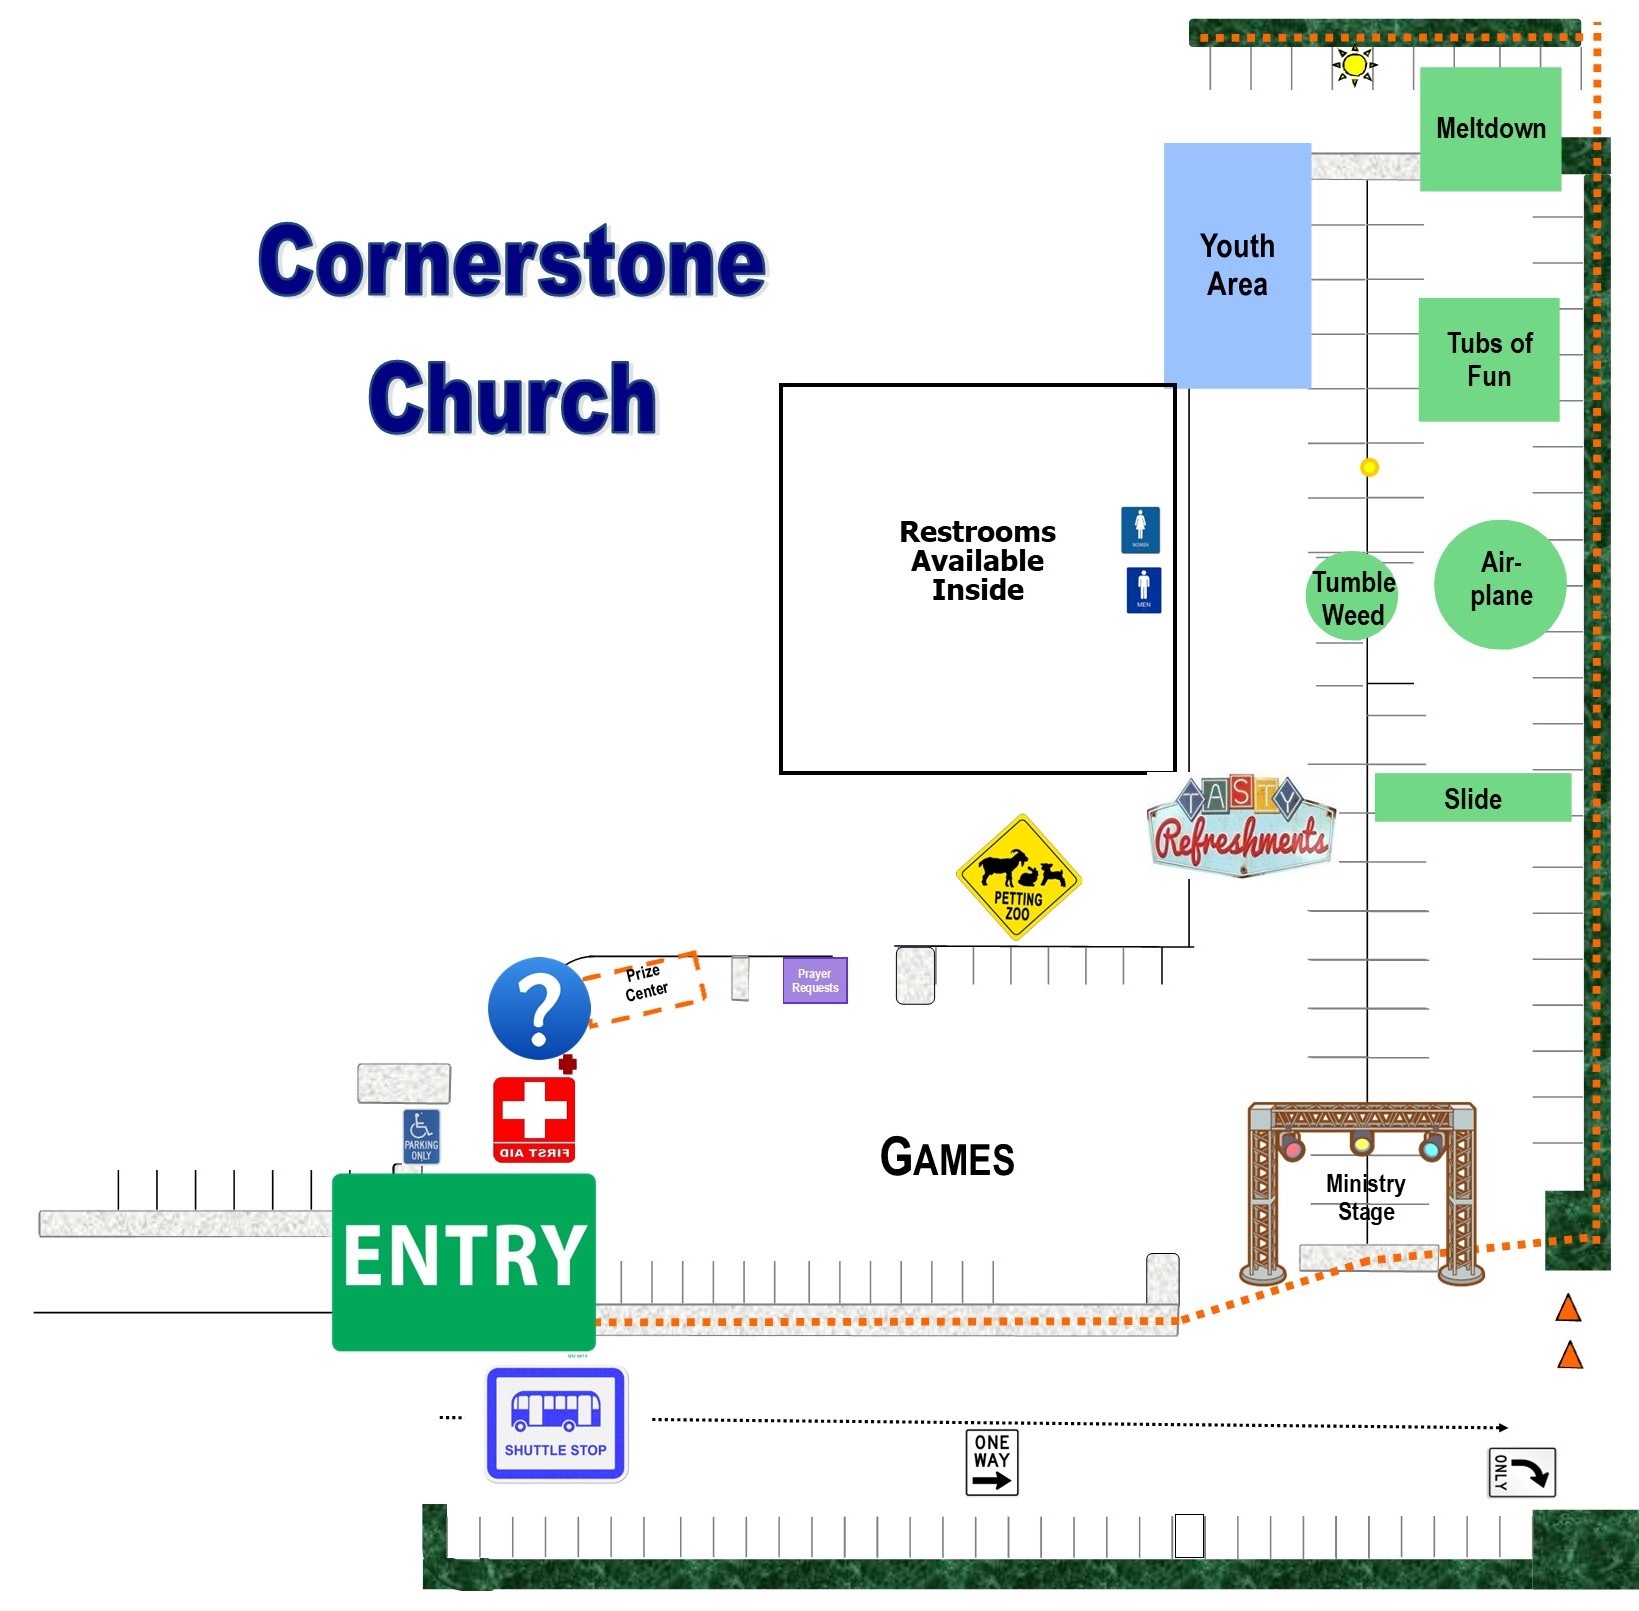 Cornerstone
Church
Meltdown
Youth
Area
Tubs of
Fun
Restrooms
Available
Inside
WOMEN
MEN
Tumble
Weed
Air-
plane
Slide
TASTY
Refreshments
PETTING
ZOO
?
Prize
Center
Prayer
Requests
PARKING
ONLY
FIRST AID
GAMES
Ministry
Stage
ENTRY
SHUTTLE STOP
ONE
WAY
ONLY